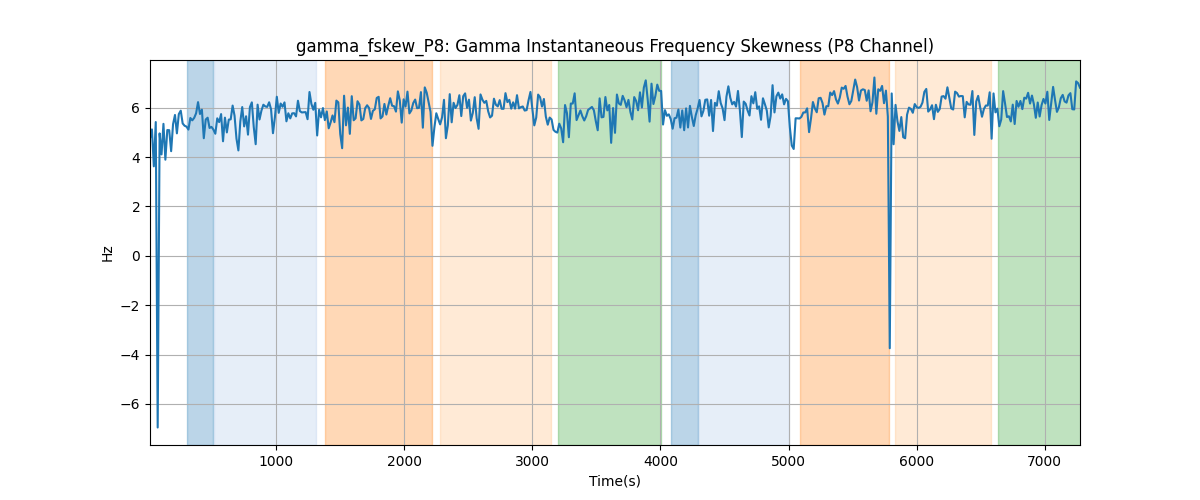 gamma_fskew_P8: Gamma Instantaneous Frequency Skewness (P8 Channel)
6
4
2
0
−2
−4
−6
Hz
1000 2000 3000 4000 5000 6000 7000
Time(s)